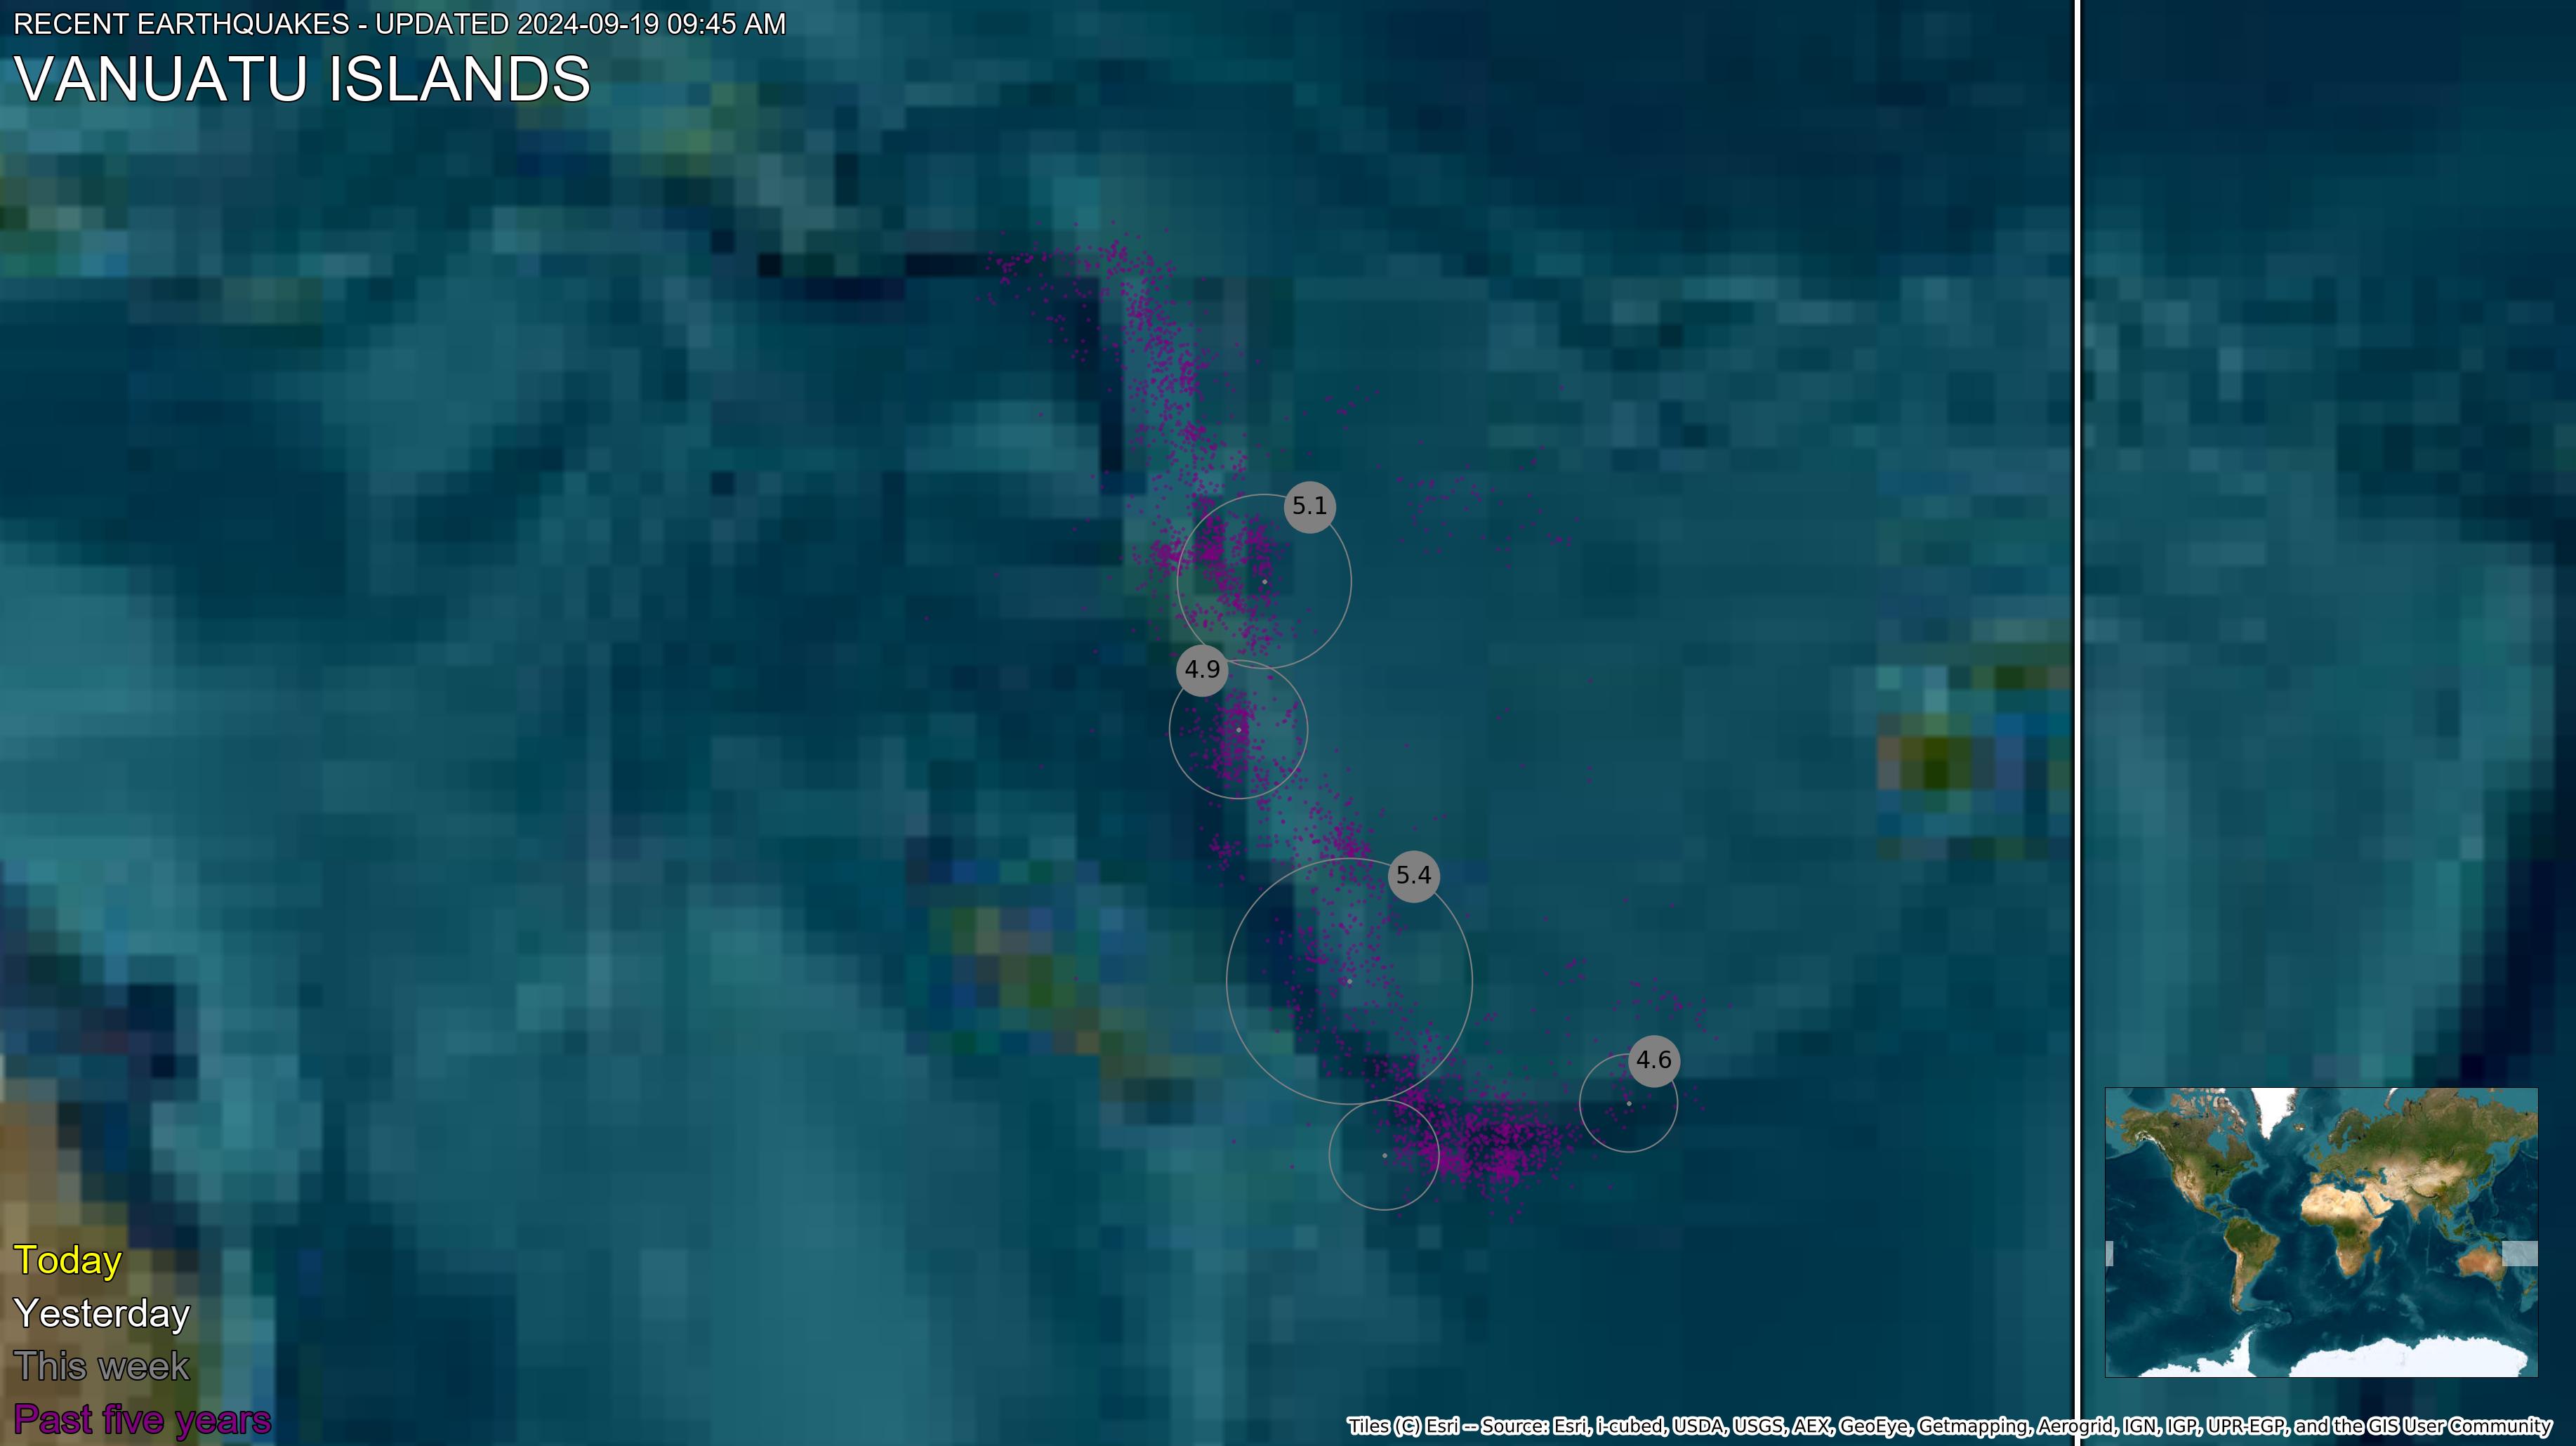 RECENT EARTHQUAKES - UPDATED 2024-09-19 09:45 AM
VANUATU ISLANDS
5.1
4.9
5.4
4.6
Today
Yesterday
This week
Past five years
Tiles (C) Esri -- Source: Esri, i-cubed, USDA, USGS, AEX, GeoEye, Getmapping, Aerogrid, IGN, IGP, UPR-EGP, and the GIS User Community